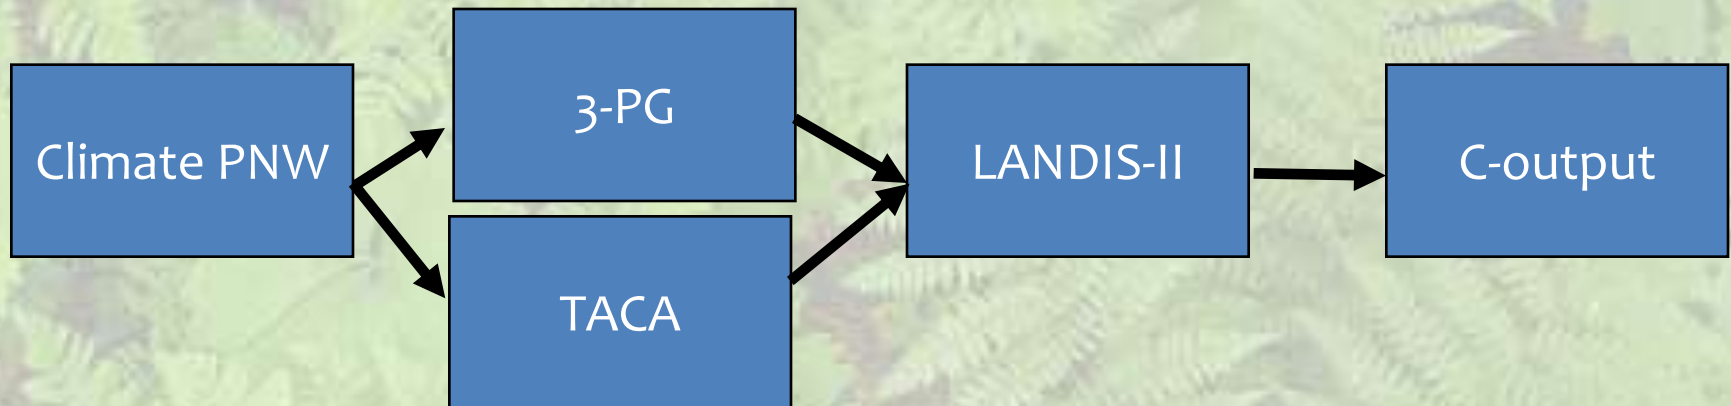 Climate PNW
3-PG
TACA
LANDIS-II
C-output